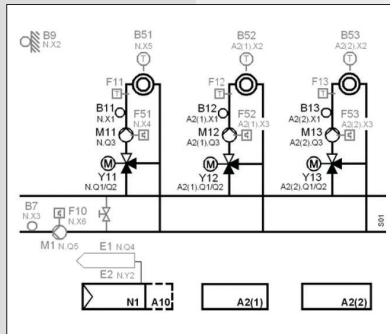 B9
N.X2
B51
N.X5
B52
A2(1).X2
B53
A2(2).X2
T
T
T
F11
T
F12
T
F13
T
B11
N.X1
F51
N.X4
B12
A2(1).X1
F52
A2(1).X3
B13
A2(2).X1
F53
A2(2).X3
M11
N.Q3
M12
A2(1).Q3
M13
A2(2).Q3
M
M
M
Y11
N.Q1/Q2
Y12
A2(1).Q1/Q2
Y13
A2(2).Q1/Q2
B7
N.X3
F10
N.X6
M1 N.Q5
S01
E1 N.Q4
E2 N.Y2
N1
A10
A2(1)
A2(2)